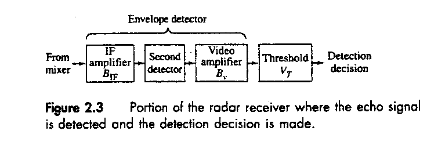 Envelope detector
From
mixer
IF
amplifier
B_IF
Second
detector
Video
amplifier
B_v
Threshold
V_T
Detection
decision
Figure 2.3 Portion of the radar receiver where the echo signal
is detected and the detection decision is made.